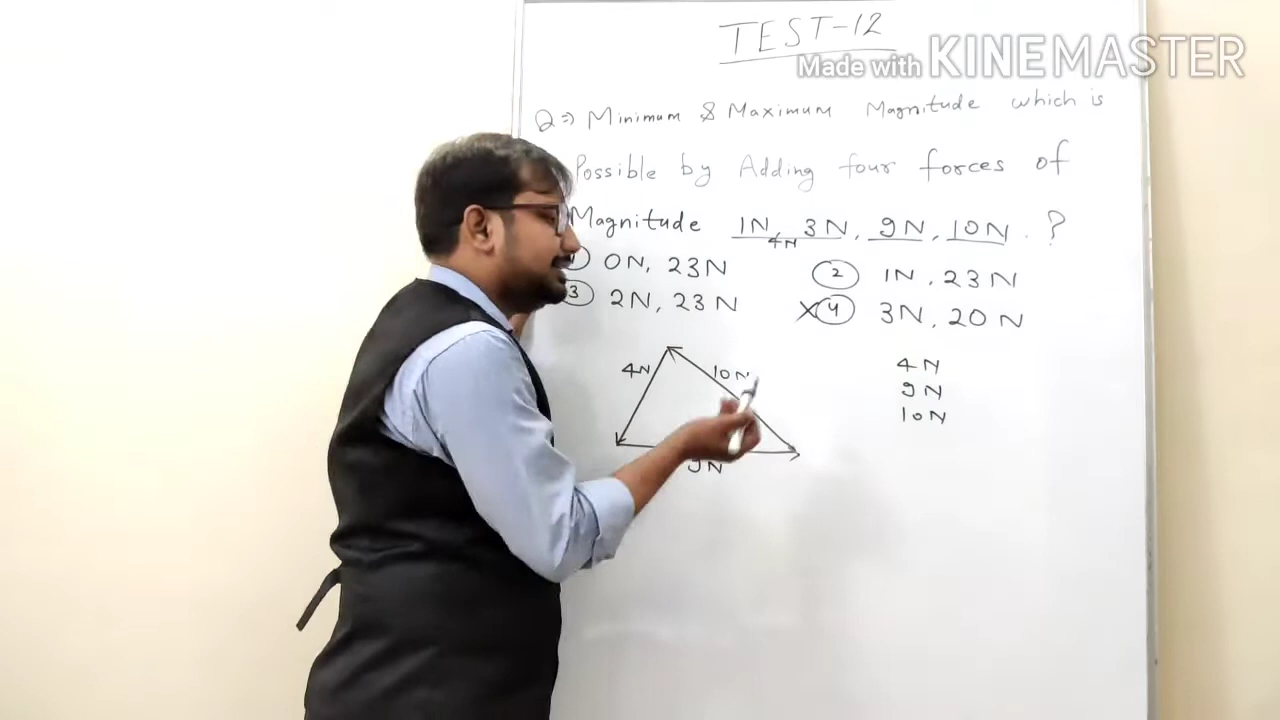 TEST-12
Made with KINEMASTER
Q⇒ Minimum & Maximum Magnitude which is
Possible by Adding four forces of
Magnitude 1N, 3N, 9N, 10N. ?
4N
0N, 23N
2 1N, 23N
3 2N, 23N
X 4 3N, 20N
4N 10N
9N
4N
9N
10N